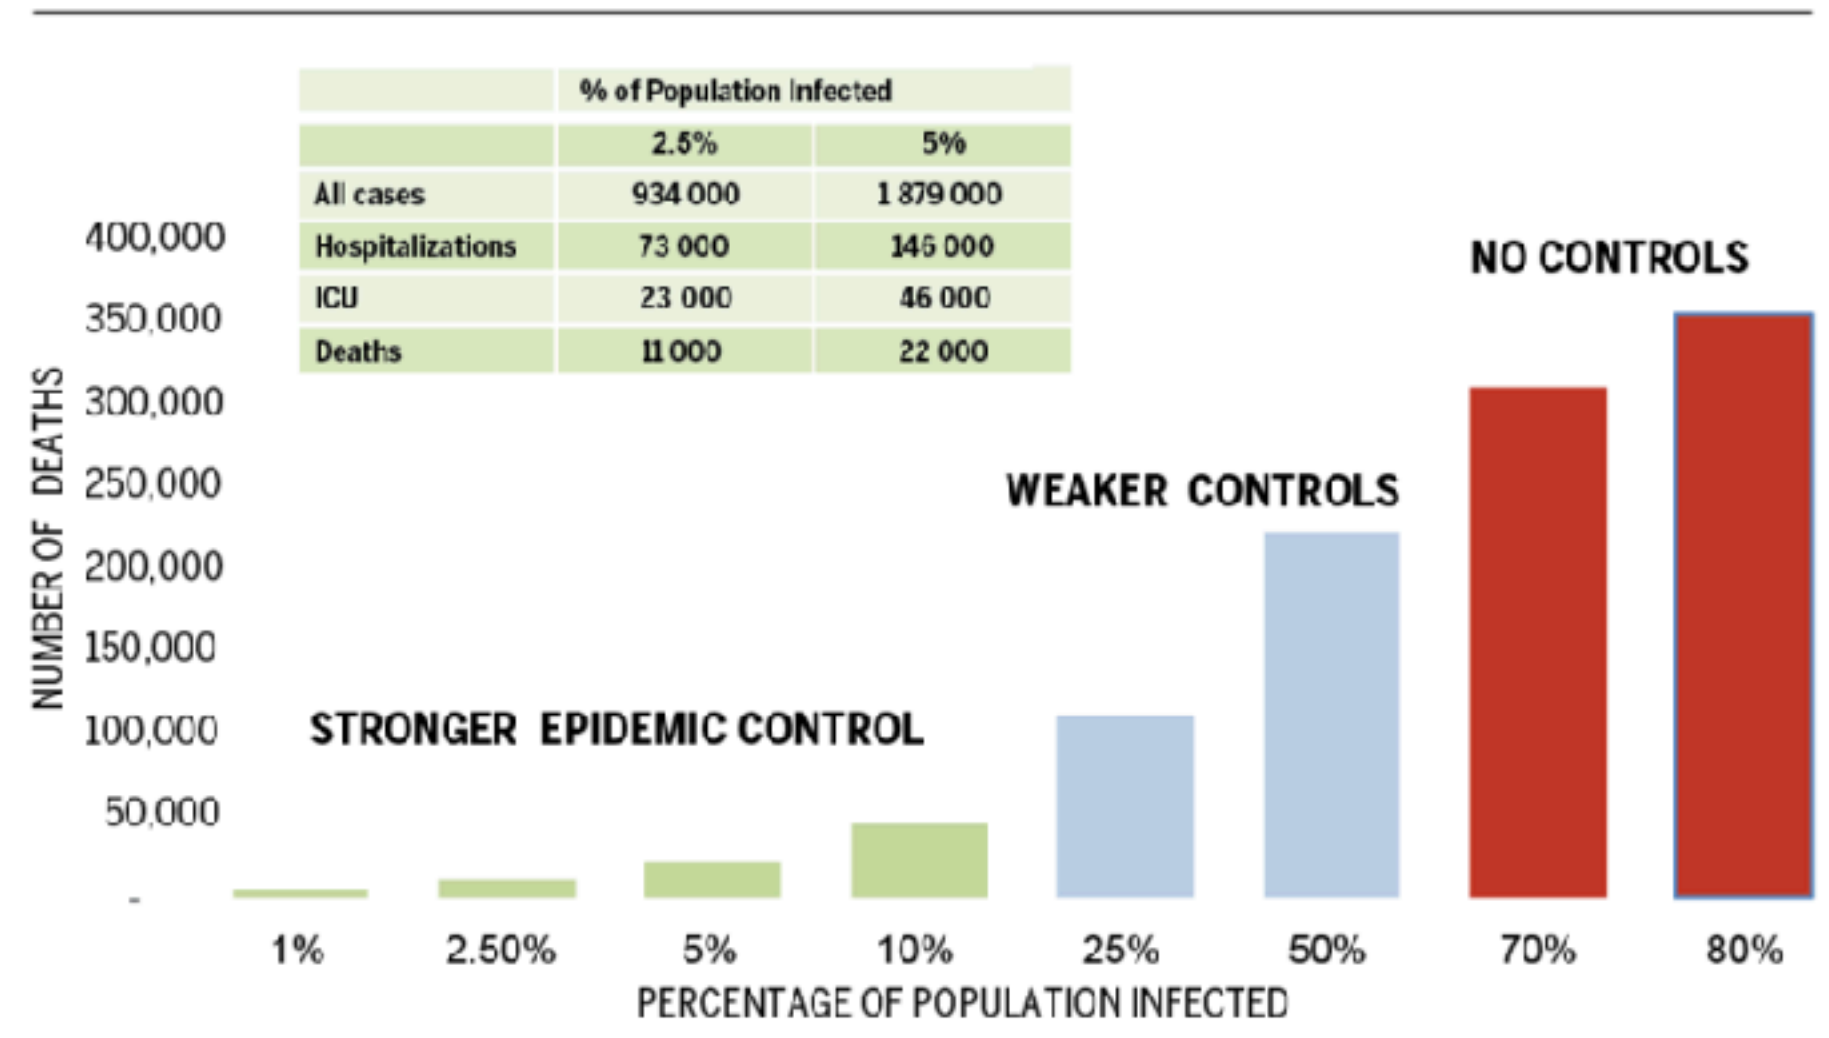 % of Population Infected
2.5% 5%
All cases 934 000 1 879 000
Hospitalizations 73 000 146 000
ICU 23 000 46 000
Deaths 11 000 22 000
NUMBER OF DEATHS
400,000
350,000
300,000
250,000
200,000
150,000
100,000
50,000
-
STRONGER EPIDEMIC CONTROL
WEAKER CONTROLS
NO CONTROLS
1% 2.50% 5% 10% 25% 50% 70% 80%
PERCENTAGE OF POPULATION INFECTED